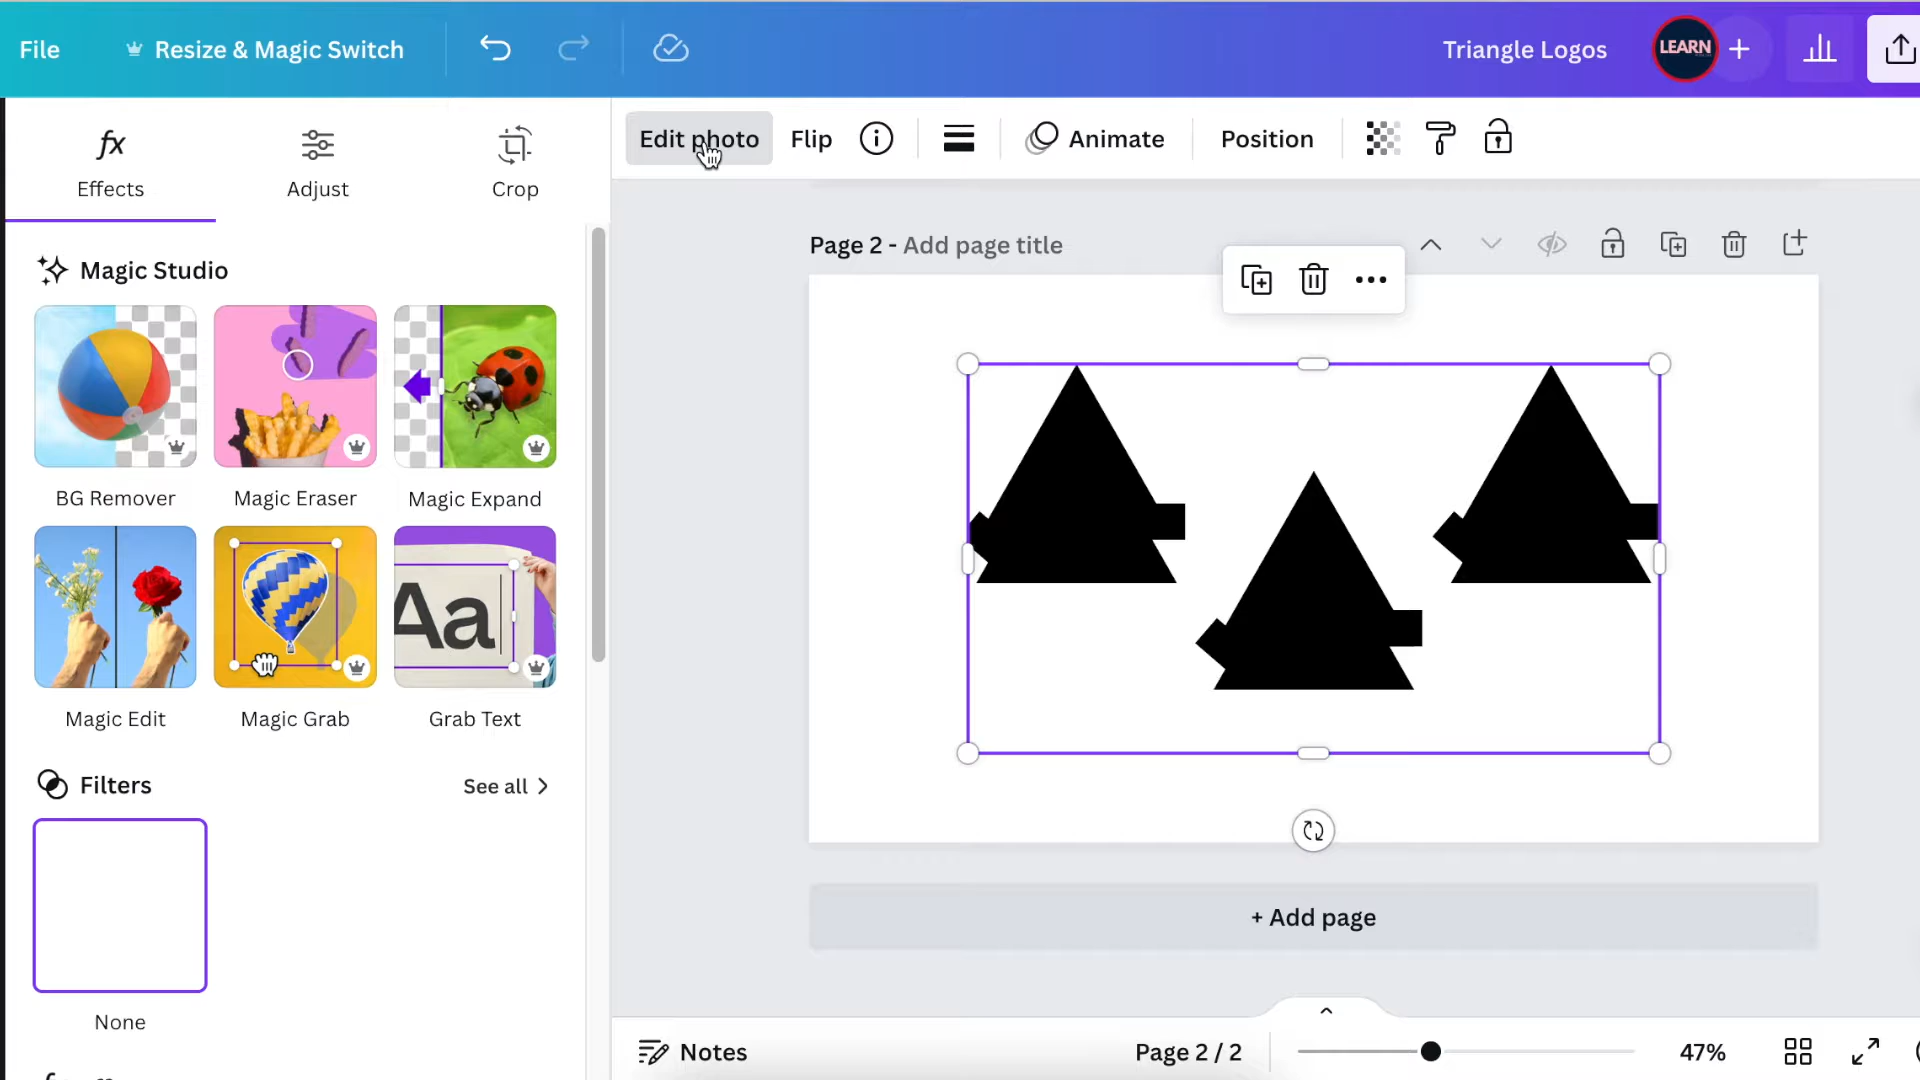 File
Resize & Magic Switch
Triangle Logos
LEARN
Edit photo
Flip
Animate
Position
Effects
Adjust
Crop
Magic Studio
BG Remover
Magic Eraser
Magic Expand
Aa
Magic Edit
Magic Grab
Grab Text
Filters
See all
None
Page 2 - Add page title
+ Add page
Notes
Page 2 / 2
47%